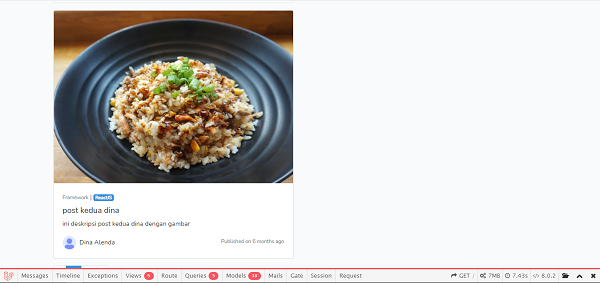 Framework | ReactJS
post kedua dina
ini deskripsi post kedua dina dengan gambar
Dina Alenda Published on 6 months ago
Messages Timeline Exceptions Views 5 Route Queries 5 Models 18 Mails Gate Session Request GET / 7MB 7.43s 8.0.2